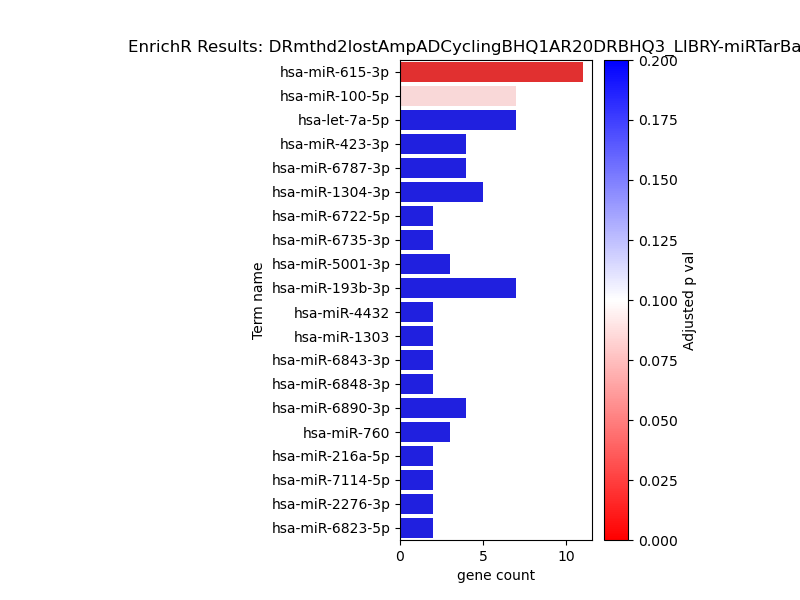 EnrichR Results: DRmthd2lostAmpADCyclingBHQ1AR20DRBHQ3_LIBRY-miRTarBa
hsa-miR-615-3p
hsa-miR-100-5p
hsa-let-7a-5p
hsa-miR-423-3p
hsa-miR-6787-3p
hsa-miR-1304-3p
hsa-miR-6722-5p
hsa-miR-6735-3p
hsa-miR-5001-3p
hsa-miR-193b-3p
hsa-miR-4432
hsa-miR-1303
hsa-miR-6843-3p
hsa-miR-6848-3p
hsa-miR-6890-3p
hsa-miR-760
hsa-miR-216a-5p
hsa-miR-7114-5p
hsa-miR-2276-3p
hsa-miR-6823-5p
Term name
0 5 10
gene count
0.200
0.175
0.150
0.125
0.100
0.075
0.050
0.025
0.000
Adjusted p val